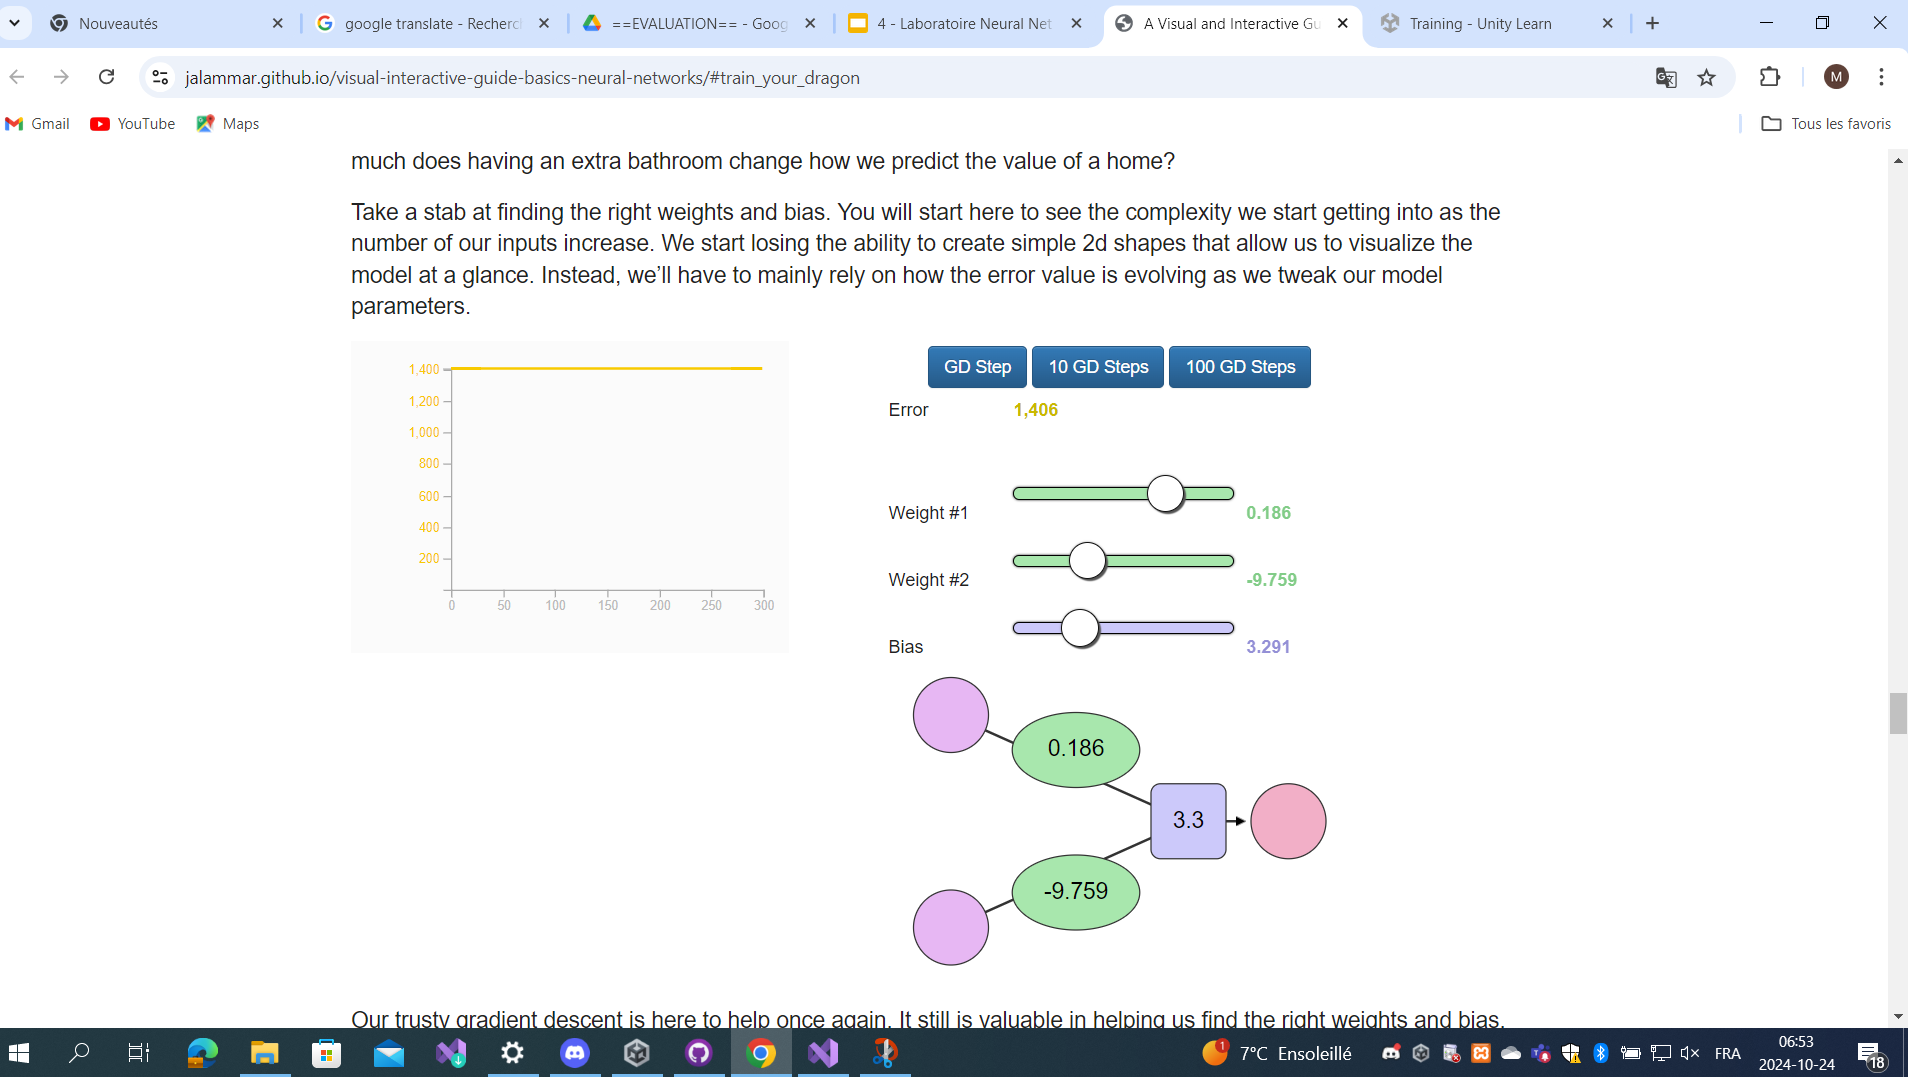 Nouveautés
google translate - Recherc
==EVALUATION== - Goog
4 - Laboratoire Neural Net
A Visual and Interactive Gu
Training - Unity Learn
jalammar.github.io/visual-interactive-guide-basics-neural-networks/#train_your_dragon
M
Gmail
YouTube
Maps
Tous les favoris
much does having an extra bathroom change how we predict the value of a home?
Take a stab at finding the right weights and bias. You will start here to see the complexity we start getting into as the
number of our inputs increase. We start losing the ability to create simple 2d shapes that allow us to visualize the
model at a glance. Instead, we’ll have to mainly rely on how the error value is evolving as we tweak our model
parameters.
1,400
1,200
1,000
800
600
400
200
0 50 100 150 200 250 300
GD Step 10 GD Steps 100 GD Steps
Error 1,406
Weight #1 0.186
Weight #2 -9.759
Bias 3.291
0.186
3.3
-9.759
Our trusty gradient descent is here to help once again. It still is valuable in helping us find the right weights and bias.
1
7°C Ensoleillé
FRA
06:53
2024-10-24
18